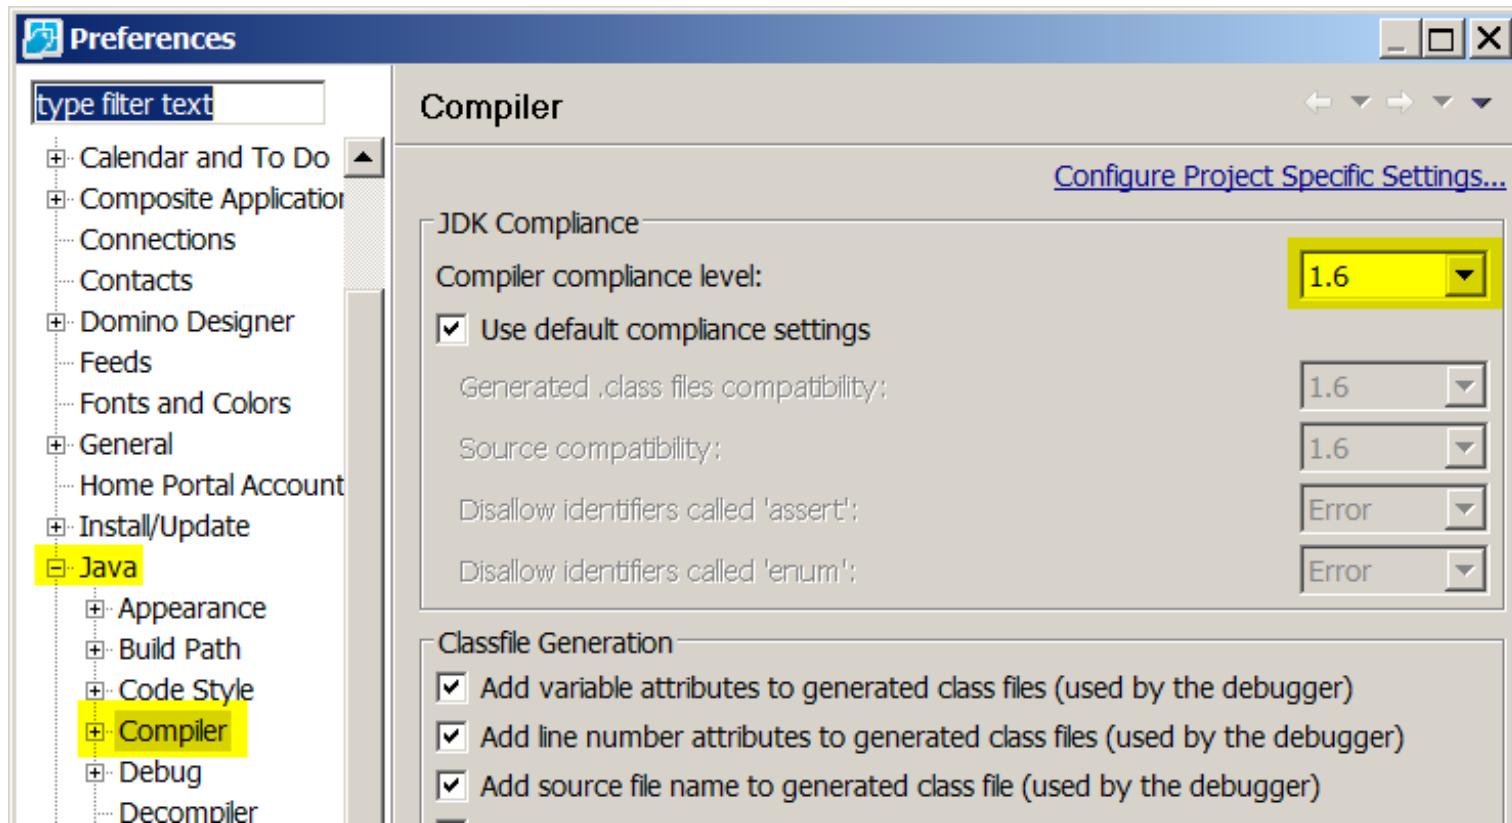 Preferences
type filter text
Calendar and To Do
Composite Application
Connections
Contacts
Domino Designer
Feeds
Fonts and Colors
General
Home Portal Account
Install/Update
Java
Appearance
Build Path
Code Style
Compiler
Debug
Decompiler
Compiler
Configure Project Specific Settings...
JDK Compliance
Compiler compliance level: 1.6
Use default compliance settings
Generated .class files compatibility: 1.6
Source compatibility: 1.6
Disallow identifiers called 'assert': Error
Disallow identifiers called 'enum': Error
Classfile Generation
Add variable attributes to generated class files (used by the debugger)
Add line number attributes to generated class files (used by the debugger)
Add source file name to generated class file (used by the debugger)